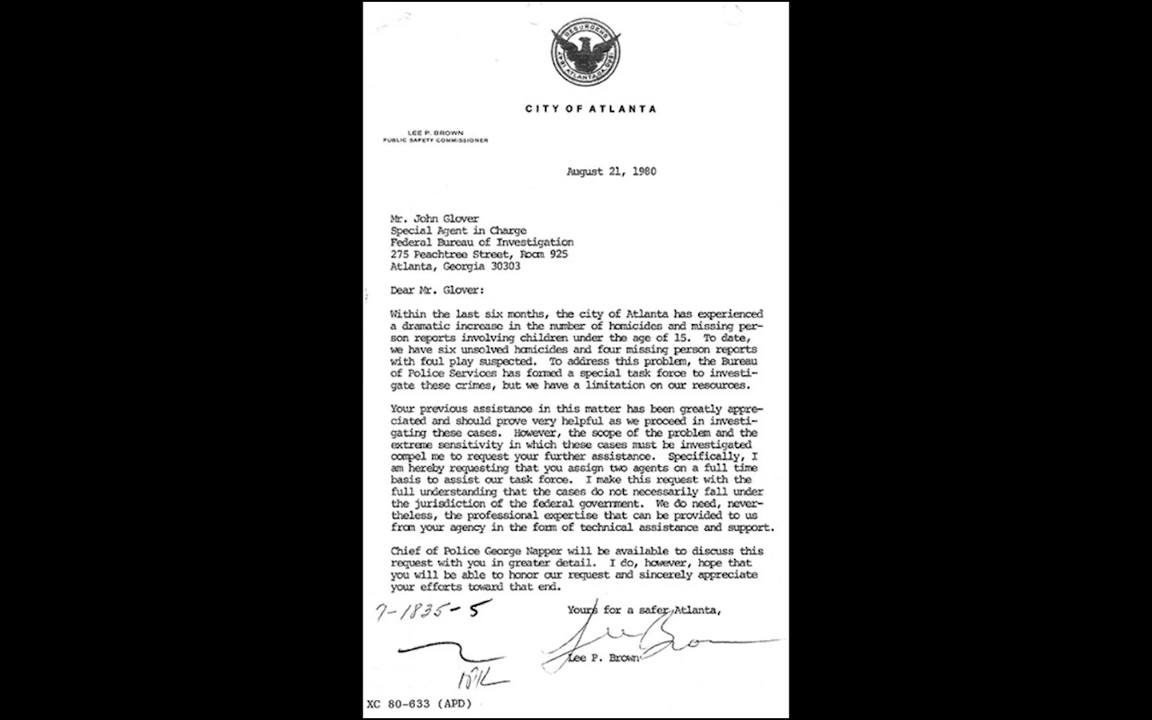 RESURGENS
ATLANTA, GA.
CITY OF ATLANTA
LEE P. BROWN
PUBLIC SAFETY COMMISSIONER
August 21, 1980
Mr. John Glover
Special Agent in Charge
Federal Bureau of Investigation
275 Peachtree Street, Room 925
Atlanta, Georgia 30303
Dear Mr. Glover:
Within the last six months, the city of Atlanta has experienced
a dramatic increase in the number of homicides and missing per-
son reports involving children under the age of 15. To date,
we have six unsolved homicides and four missing person reports
with foul play suspected. To address this problem, the Bureau
of Police Services has formed a special task force to investi-
gate these crimes, but we have a limitation on our resources.
Your previous assistance in this matter has been greatly appre-
ciated and should prove very helpful as we proceed in investi-
gating these cases. However, the scope of the problem and the
extreme sensitivity in which these cases must be investigated
compel me to request your further assistance. Specifically, I
am hereby requesting that you assign two agents on a full time
basis to assist our task force. I make this request with the
full understanding that the cases do not necessarily fall under
the jurisdiction of the federal government. We do need, never-
theless, the professional expertise that can be provided to us
from your agency in the form of technical assistance and support.
Chief of Police George Napper will be available to discuss this
request with you in greater detail. I do, however, hope that
you will be able to honor our request and sincerely appreciate
your efforts toward that end.
7-1835-5
Yours for a safer Atlanta,
Lee Brown
Lee P. Brown
XC 80-633 (APD)